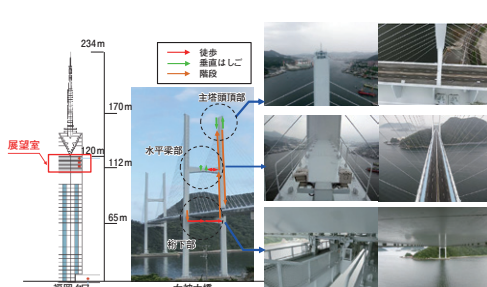 234m
徒歩
垂直はしご
階段
主塔頭頂部
170m
展望室
120m
水平梁部
112m
65m
桁下部